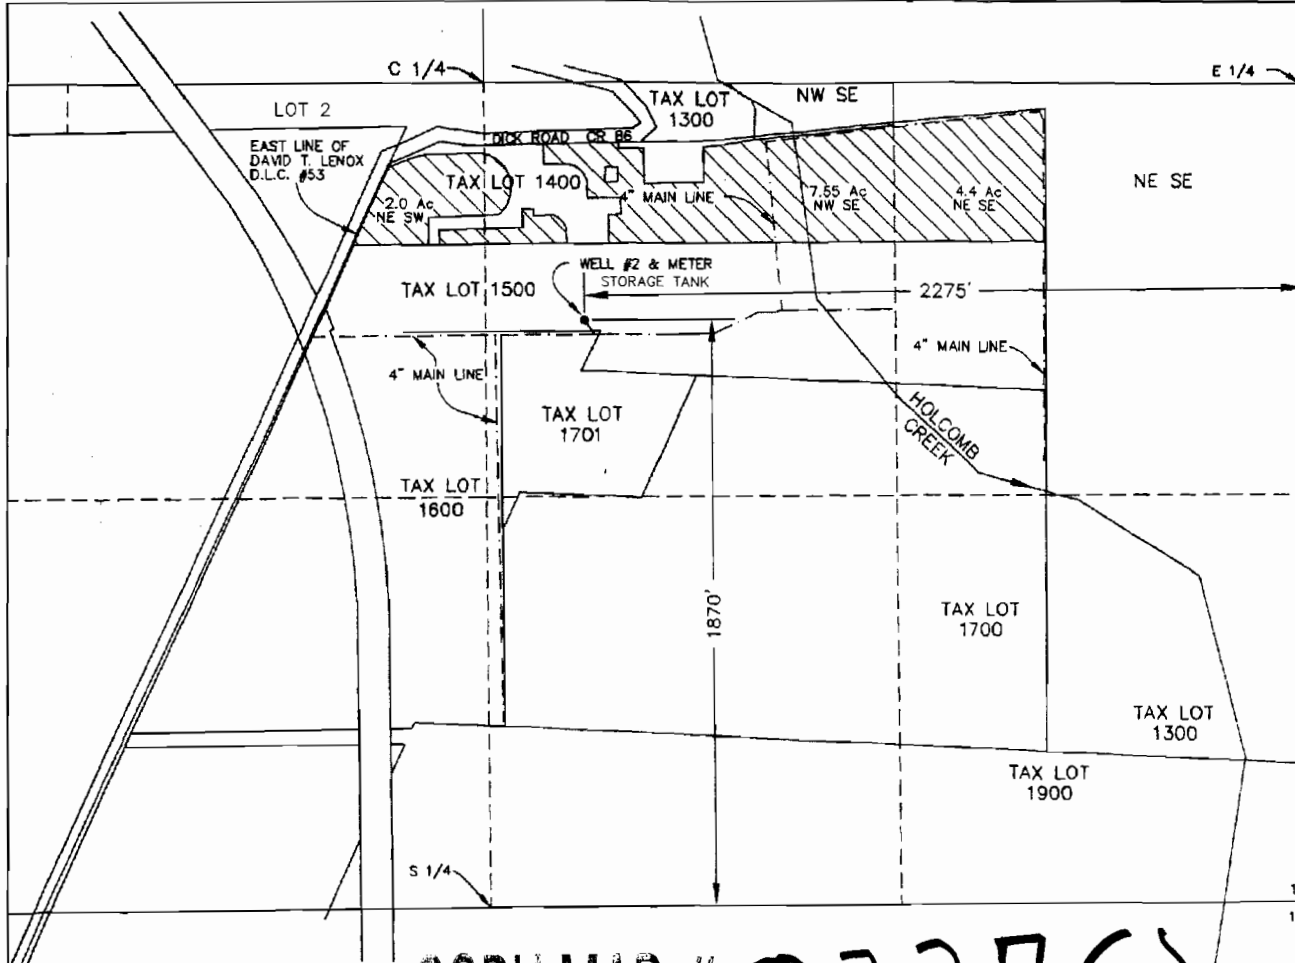 C 1/4
E 1/4
LOT 2
TAX LOT
1300
NW SE
DICK ROAD CR 86
EAST LINE OF
DAVID T. LENOX
D.L.C. #53
TAX LOT 1400
2.0 Ac
NE SW
4" MAIN LINE
7.55 Ac
NW SE
4.4 Ac
NE SE
NE SE
WELL #2 & METER
STORAGE TANK
TAX LOT 1500
2275'
4" MAIN LINE
4" MAIN LINE
TAX LOT
1701
HOLCOMB
CREEK
TAX LOT
1600
1870'
TAX LOT
1700
TAX LOT
1300
TAX LOT
1900
S 1/4